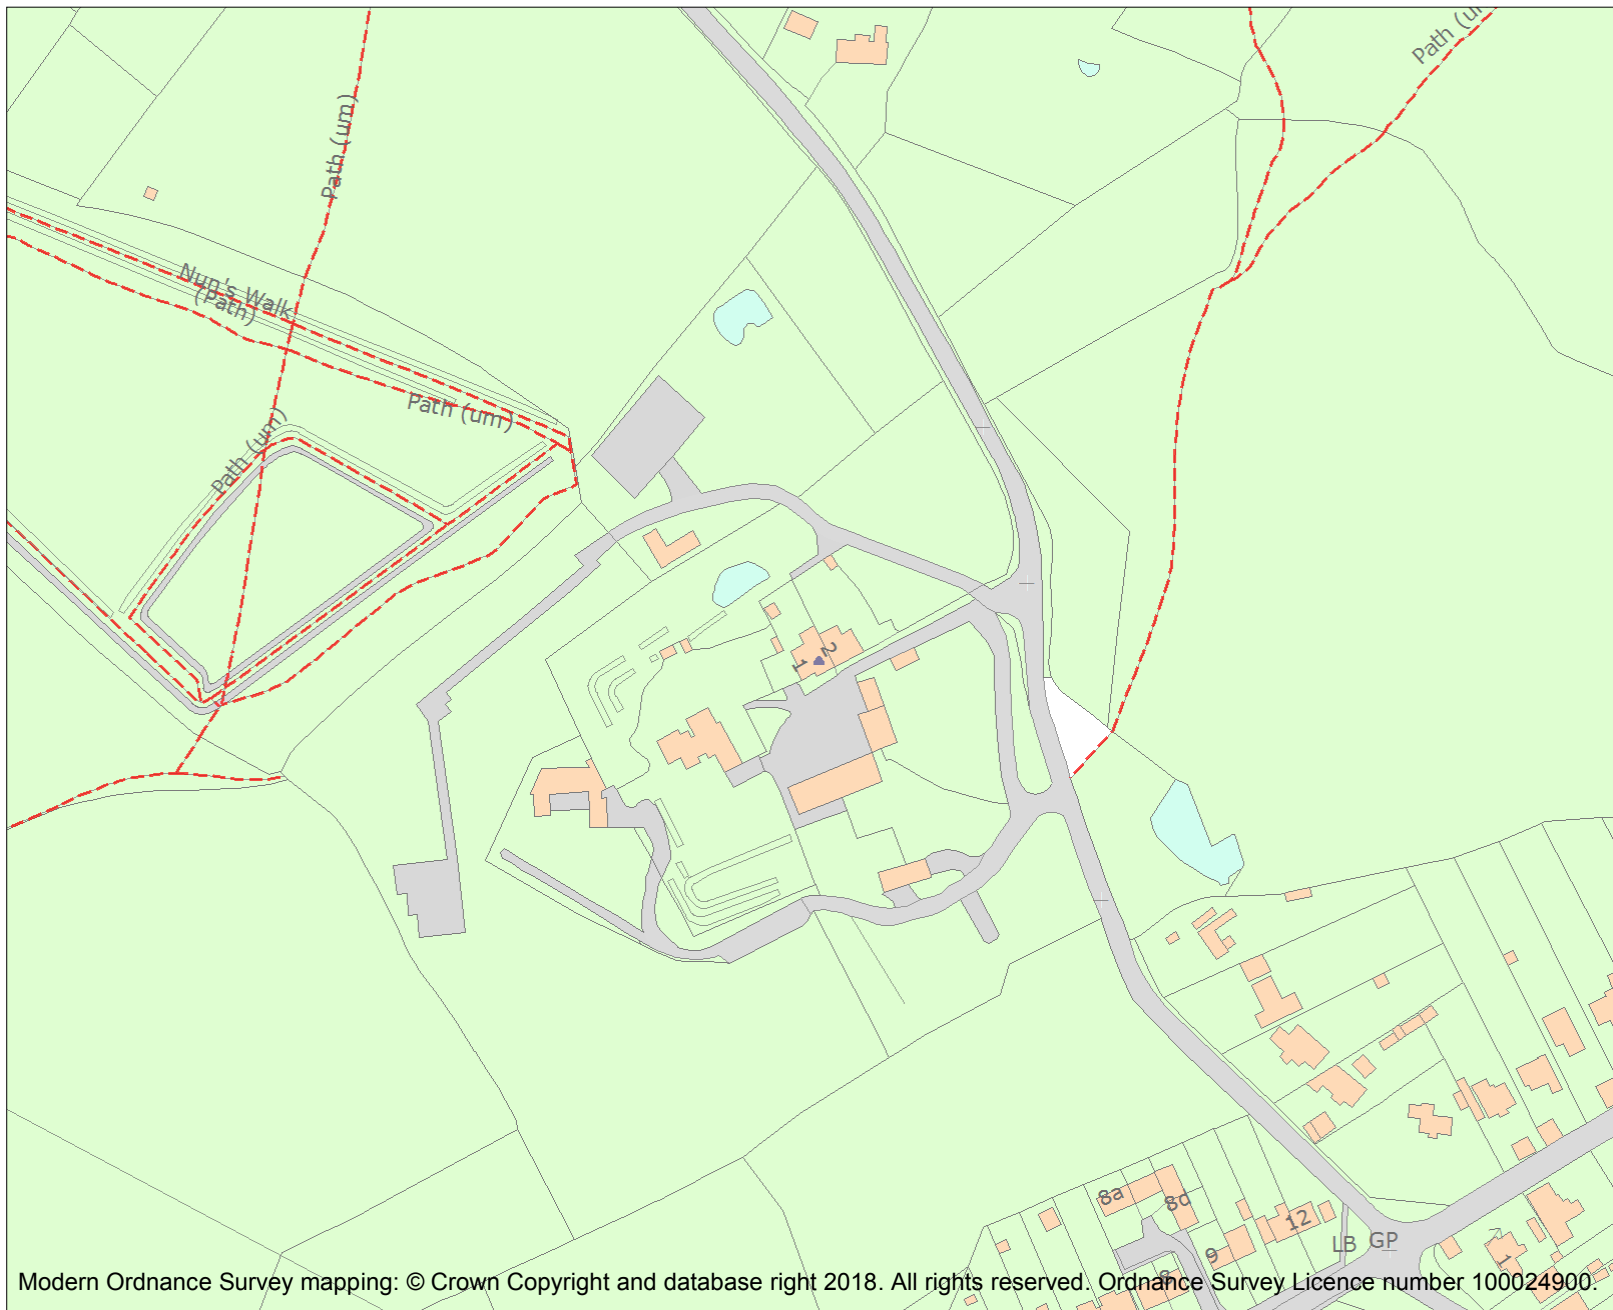 Path (u
Path (um)
Nun's Walk
(Path)
Path (um)
Path (um)
2
1
8a
8d
12
9
LB GP
1
8
Modern Ordnance Survey mapping: © Crown Copyright and database right 2018. All rights reserved. Ordnance Survey Licence number 100024900.